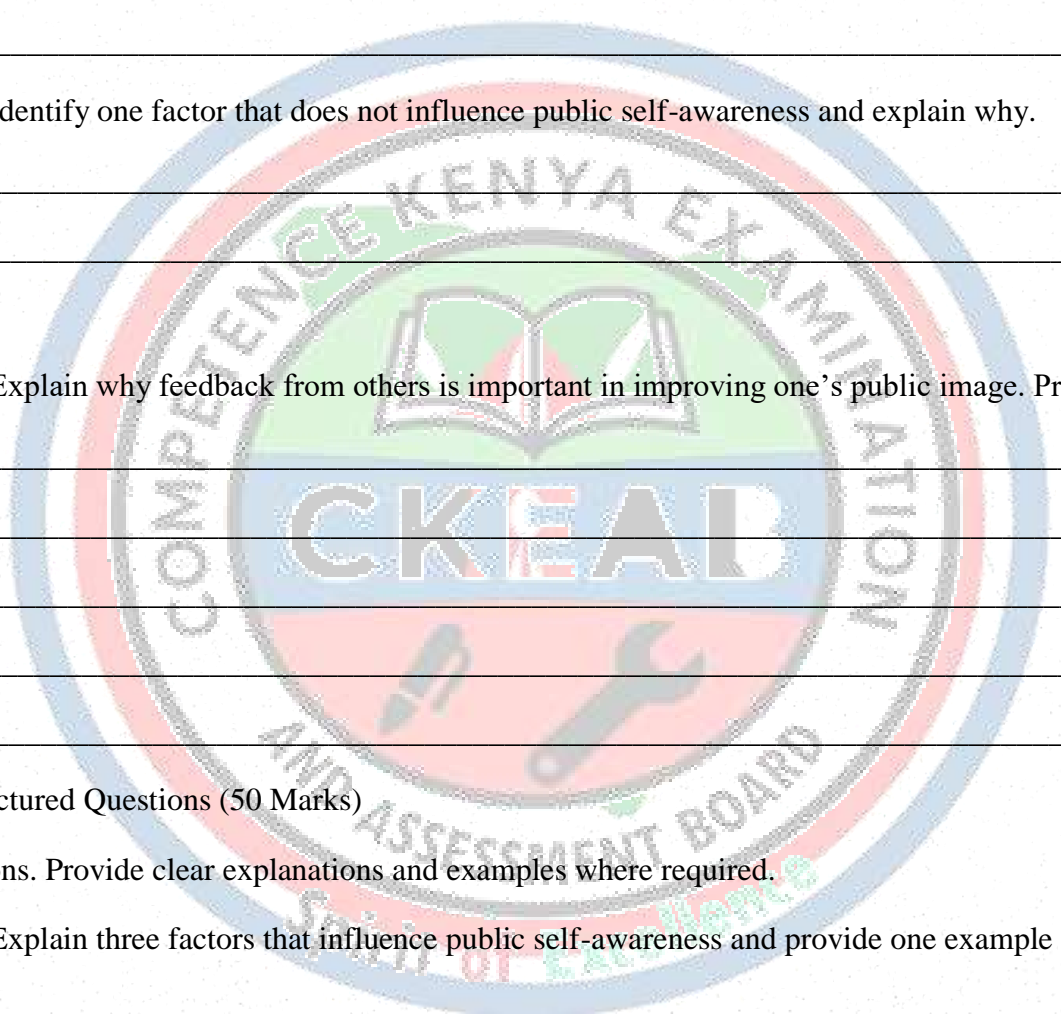 dentify one factor that does not influence public self-awareness and explain why.
COMPETENCE KENYA EXAMINATION
Explain why feedback from others is important in improving one's public image. Pr
CKEAB
ctured Questions (50 Marks)
AND ASSESSMENT BOARD
ns. Provide clear explanations and examples where required.
Spirit of Excellence
Explain three factors that influence public self-awareness and provide one example